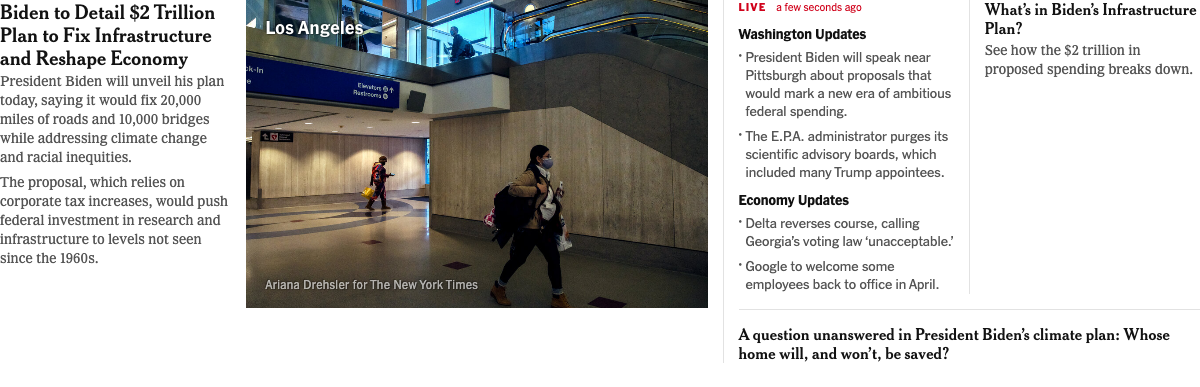 Biden to Detail $2 Trillion
Plan to Fix Infrastructure
and Reshape Economy
President Biden will unveil his plan
today, saying it would fix 20,000
miles of roads and 10,000 bridges
while addressing climate change
and racial inequities.
The proposal, which relies on
corporate tax increases, would push
federal investment in research and
infrastructure to levels not seen
since the 1960s.
Los Angeles
ck-In
Elevators
Restrooms
Ariana Drehsler for The New York Times
LIVE a few seconds ago
Washington Updates
• President Biden will speak near
Pittsburgh about proposals that
would mark a new era of ambitious
federal spending.
• The E.P.A. administrator purges its
scientific advisory boards, which
included many Trump appointees.
Economy Updates
• Delta reverses course, calling
Georgia’s voting law ‘unacceptable.’
• Google to welcome some
employees back to office in April.
What’s in Biden’s Infrastructure
Plan?
See how the $2 trillion in
proposed spending breaks down.
A question unanswered in President Biden’s climate plan: Whose
home will, and won’t, be saved?